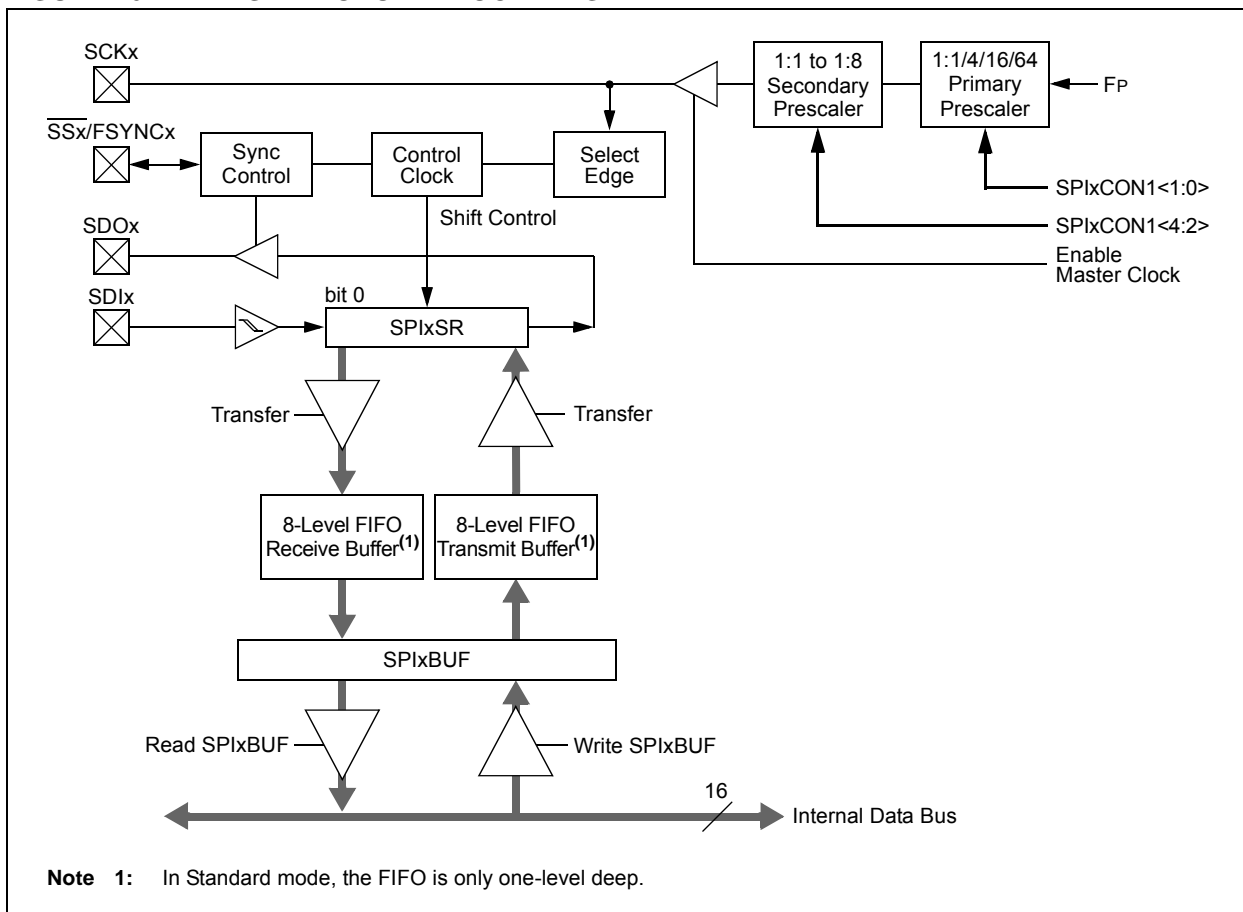 SCKx
1:1 to 1:8
Secondary
Prescaler
1:1/4/16/64
Primary
Prescaler
FP
SSx/FSYNCx
Sync
Control
Control
Clock
Select
Edge
SPIxCON1<1:0>
Shift Control
SPIxCON1<4:2>
SDOx
Enable
Master Clock
SDIx
bit 0
SPIxSR
Transfer
Transfer
8-Level FIFO
Receive Buffer(1)
8-Level FIFO
Transmit Buffer(1)
SPIxBUF
Read SPIxBUF
Write SPIxBUF
16
Internal Data Bus
Note 1: In Standard mode, the FIFO is only one-level deep.